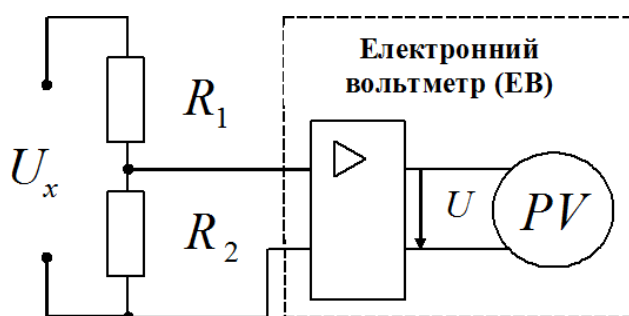 Електронний
вольтметр (ЕВ)
R₁
Uₓ
R₂
U
PV